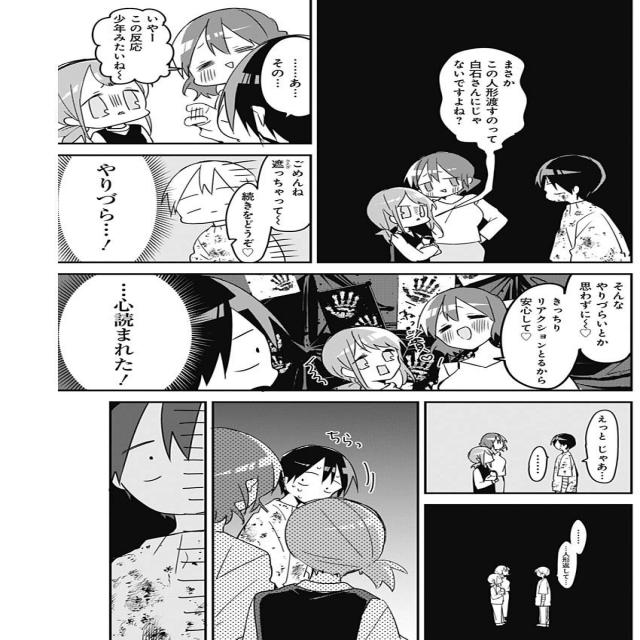 まさか
この人形渡すのって
白石さんにじゃ
ないですよね?
……あ…
その…
いやー
この反応
少年みたいね〜
ごめんね
遮っちゃって〜
続きをどうぞ♡
やりづら…!
そんな
やりづらいとか
思わずに〜♡
きっちり
リアクションとるから
安心して♡
…心読まれた!
えっと じゃあ…
………
……
…人形返して…
ちらっ